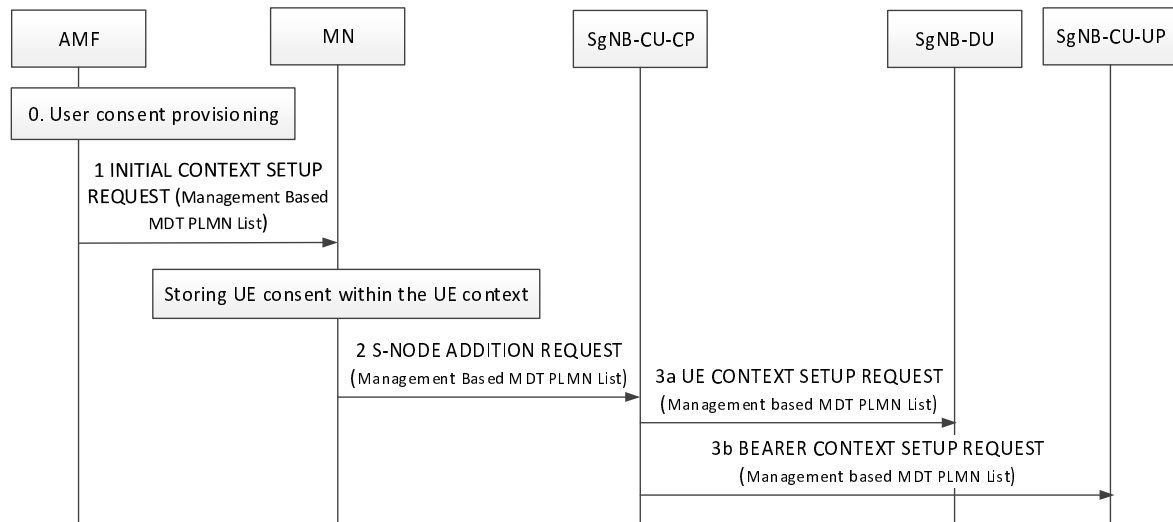 AMF
MN
SgNB-CU-CP
SgNB-DU
SgNB-CU-UP
0. User consent provisioning
1 INITIAL CONTEXT SETUP
REQUEST (Management Based
MDT PLMN List)
Storing UE consent within the UE context
2 S-NODE ADDITION REQUEST
(Management Based MDT PLMN List)
3a UE CONTEXT SETUP REQUEST
(Management based MDT PLMN List)
3b BEARER CONTEXT SETUP REQUEST
(Management based MDT PLMN List)